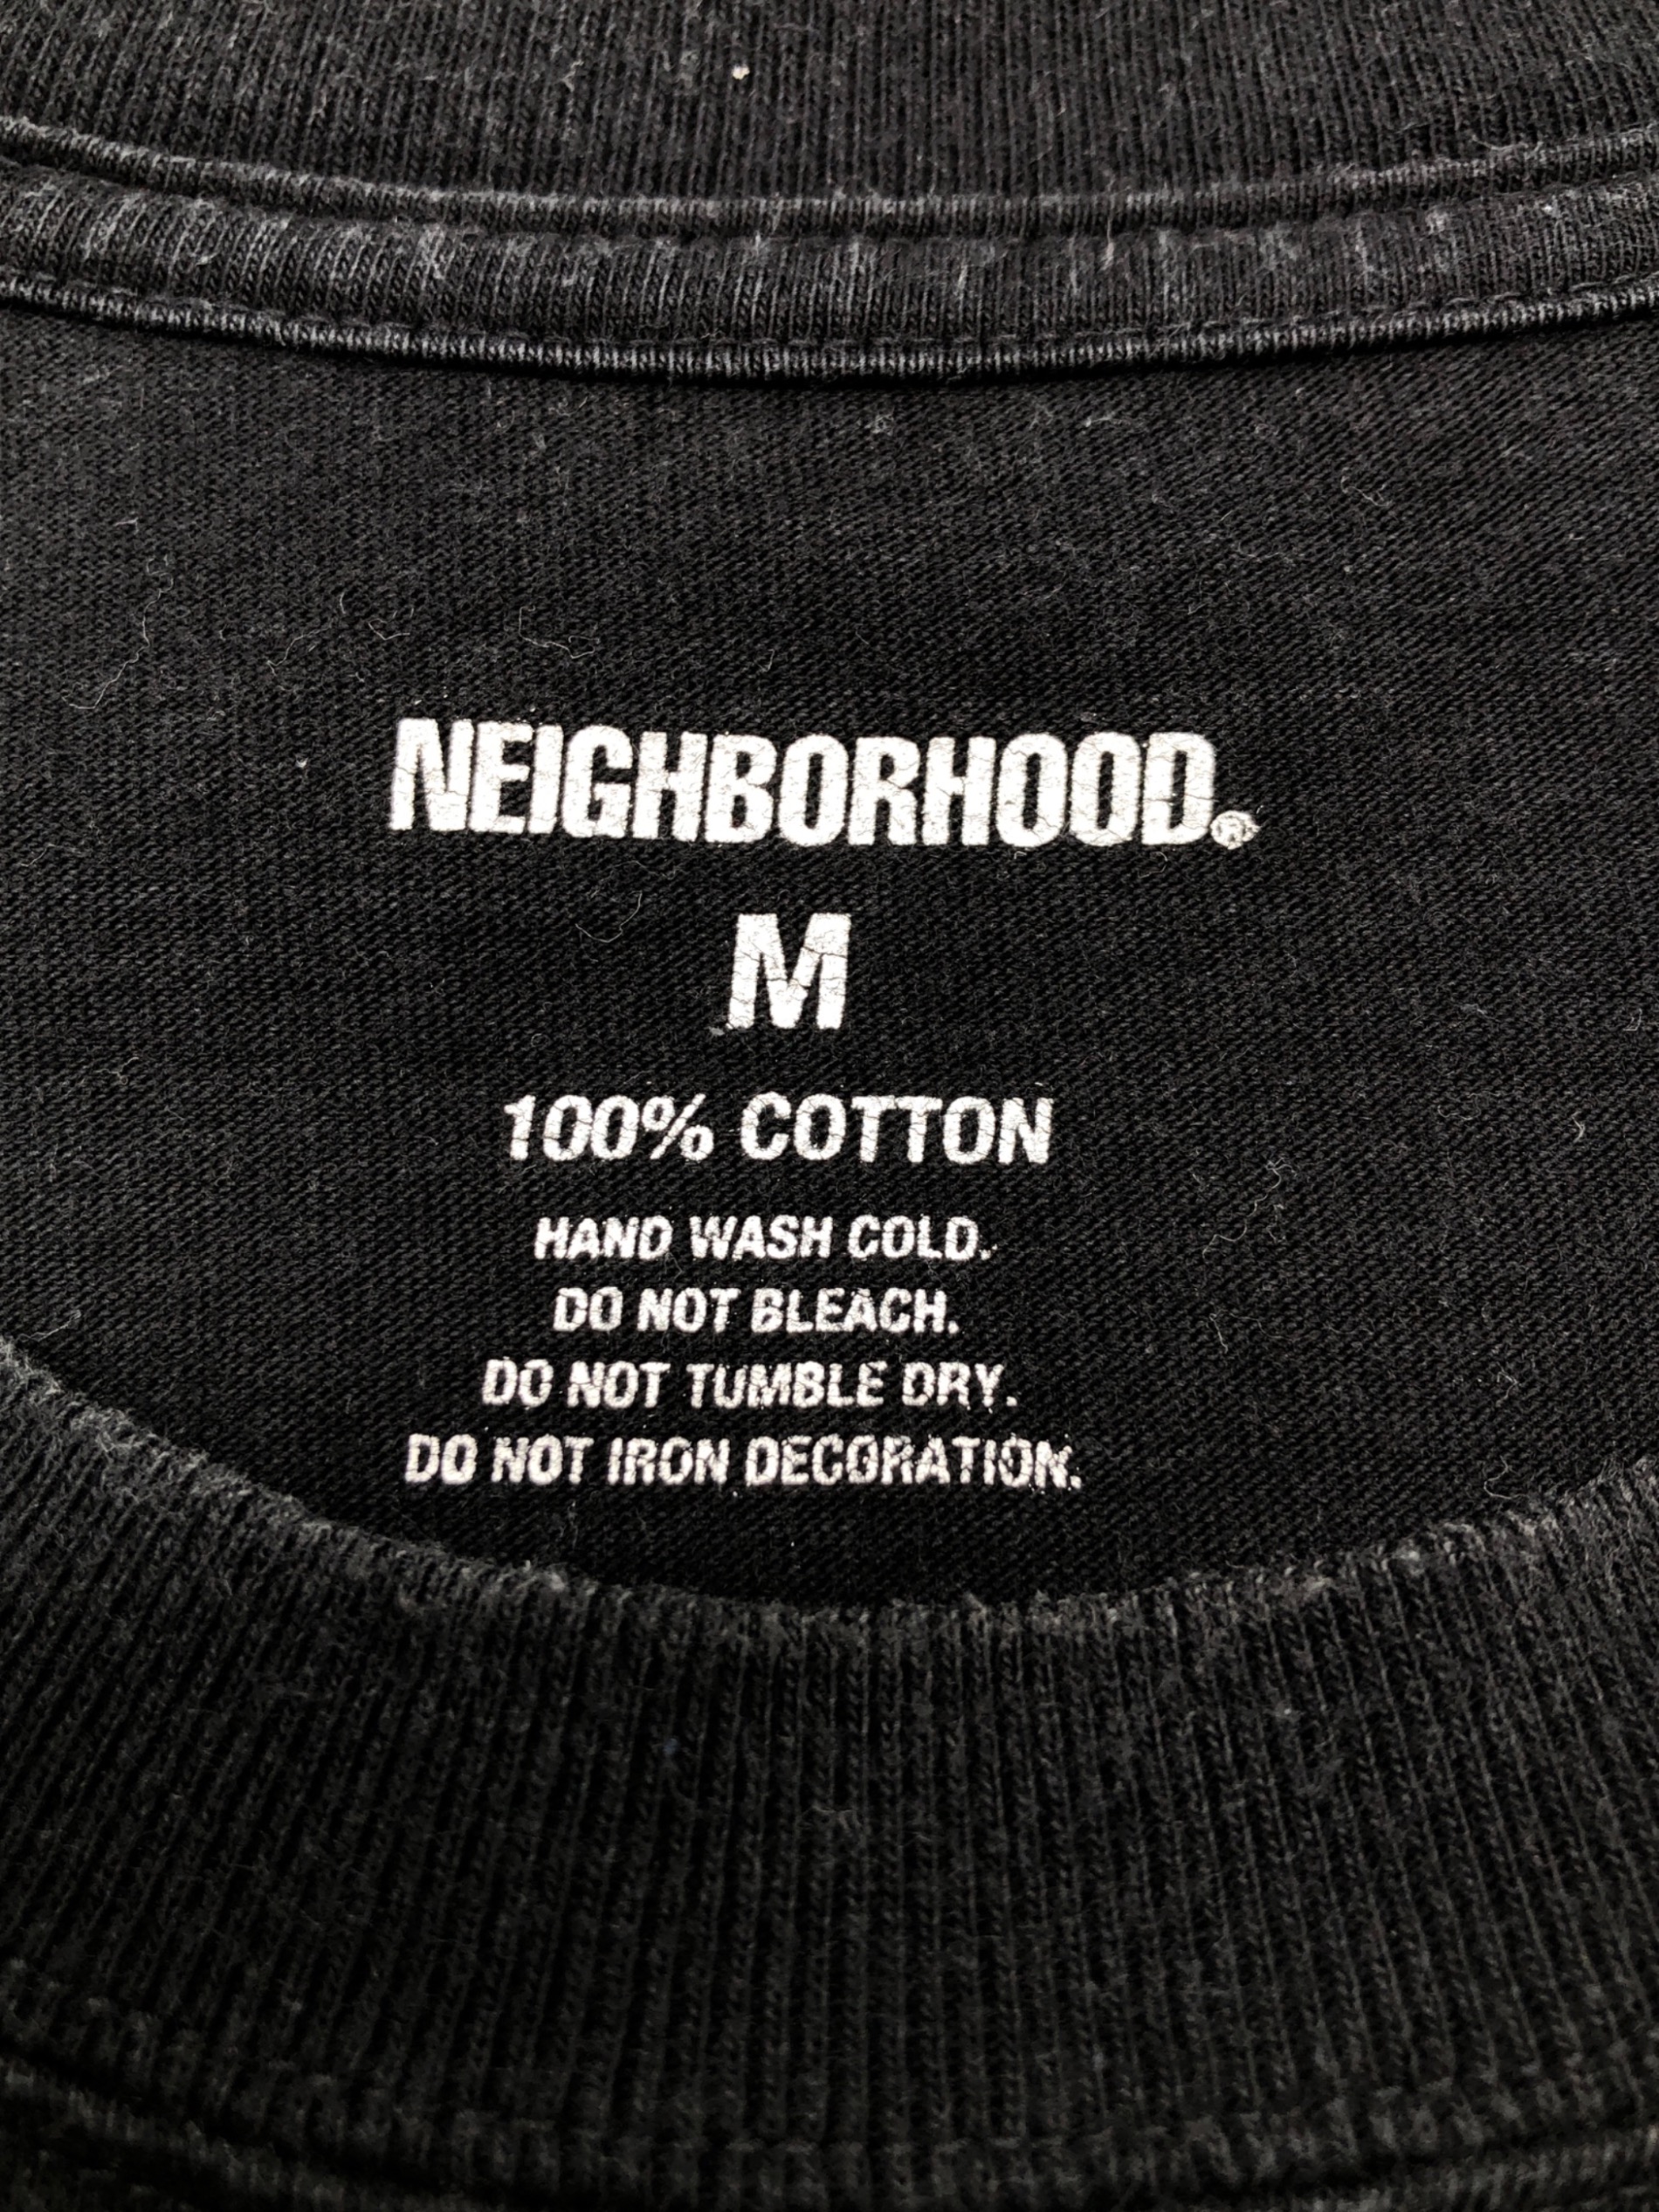 NEIGHBORHOOD®
M
100% COTTON
HAND WASH COLD.
DO NOT BLEACH.
DO NOT TUMBLE DRY.
DO NOT IRON DECORATION.